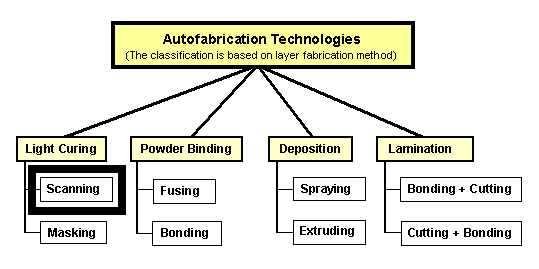 Autofabrication Technologies
(The classification is based on layer fabrication method)
Light Curing
Powder Binding
Deposition
Lamination
Scanning
Fusing
Spraying
Bonding + Cutting
Masking
Bonding
Extruding
Cutting + Bonding